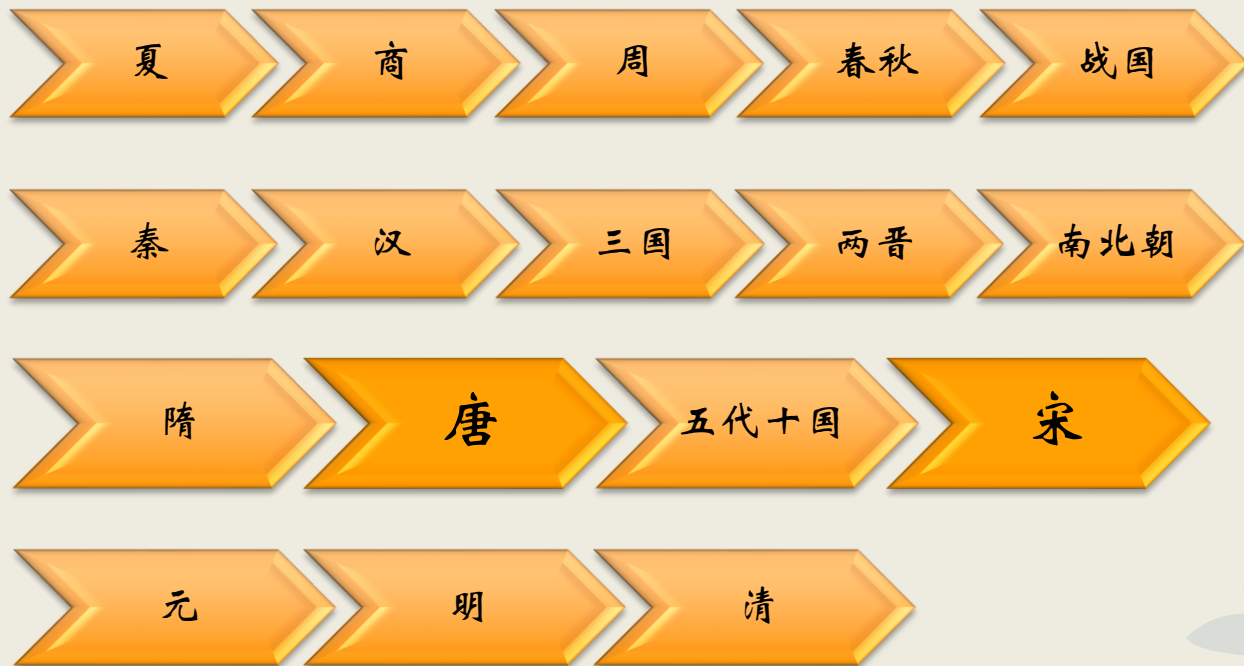 夏 商 周 春秋 战国
秦 汉 三国 两晋 南北朝
隋 唐 五代十国 宋
元 明 清